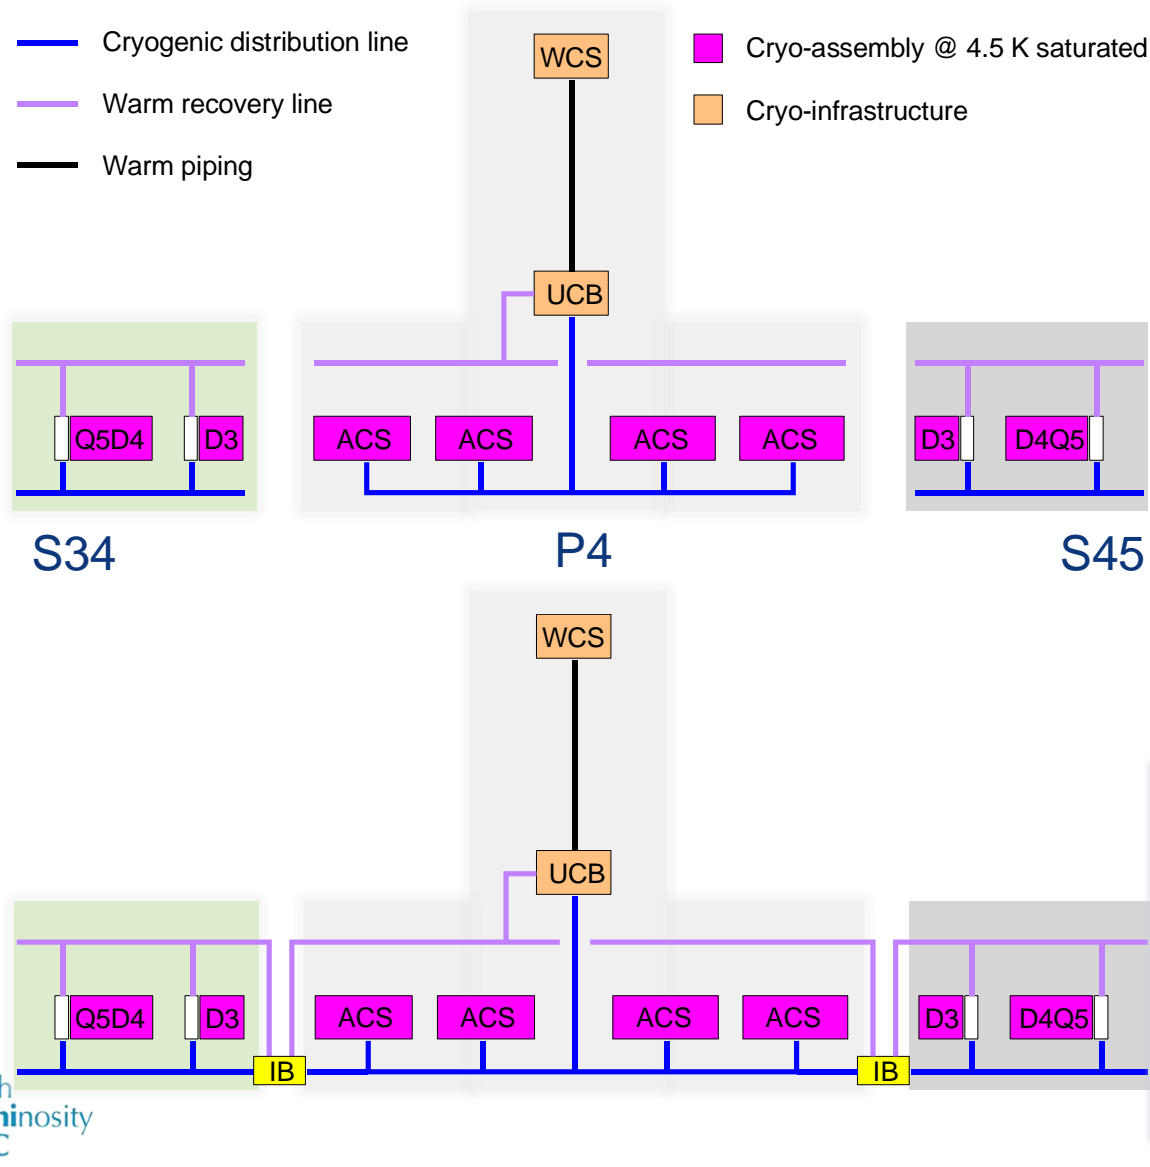 Cryogenic distribution line
Warm recovery line
Warm piping
WCS
Cryo-assembly @ 4.5 K saturated
Cryo-infrastructure
UCB
Q5D4 D3 ACS ACS ACS ACS D3 D4Q5
S34 P4 S45
WCS
UCB
Q5D4 D3 ACS ACS ACS ACS D3 D4Q5
IB IB
h
minosity
C